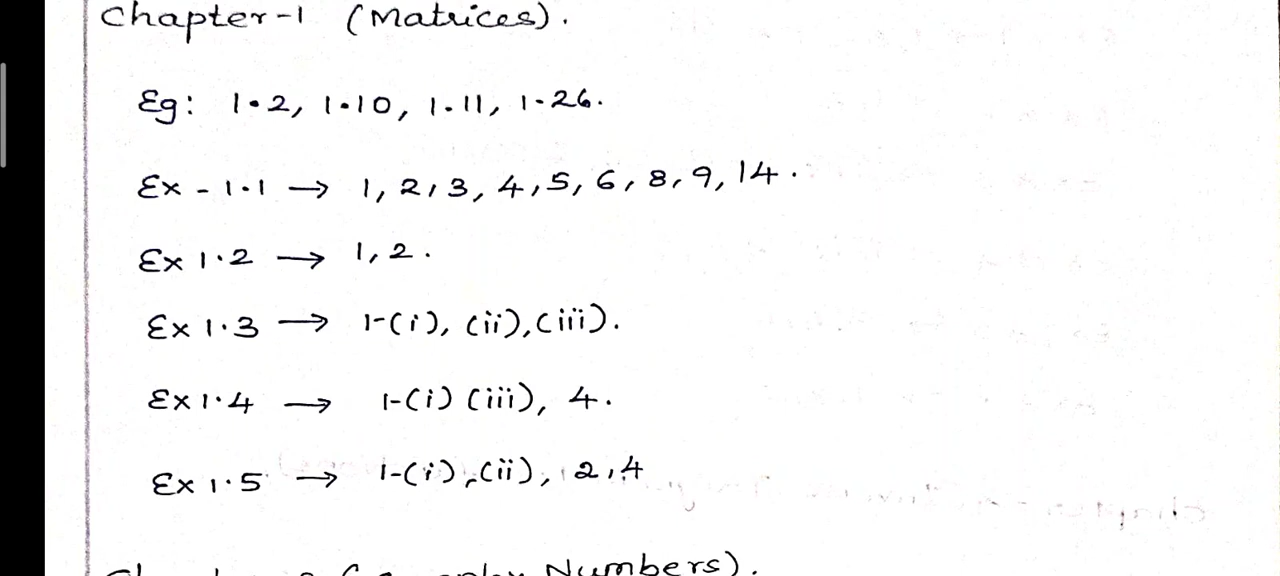 Chapter-1 (Matrices).
Eg: 1.2, 1.10, 1.11, 1.26.
Ex - 1.1 → 1, 2, 3, 4, 5, 6, 8, 9, 14.
Ex 1.2 → 1, 2.
Ex 1.3 → 1-(i), (ii), (iii).
Ex 1.4 → 1-(i) (iii), 4.
Ex 1.5 → 1-(i), (ii), 2, 4
Numbers).